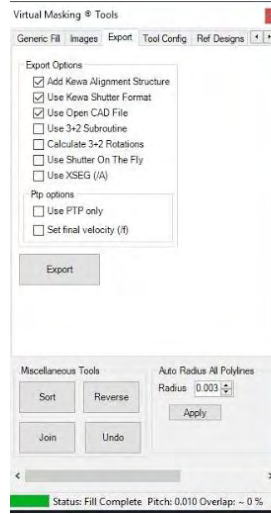 Virtual Masking ® Tools
Generic Fill Images Export Tool Config Ref Designs
Export Options
Add Kewa Alignment Structure
Use Kewa Shutter Format
Use Open CAD File
Use 3+2 Subroutine
Calculate 3+2 Rotations
Use Shutter On The Fly
Use XSEG (/A)
Ptp options
Use PTP only
Set final velocity (/f)
Export
Miscellaneous Tools
Sort Reverse
Join Undo
Auto Radius All Polylines
Radius 0.003
Apply
Status: Fill Complete Pitch: 0.010 Overlap: ~ 0 %